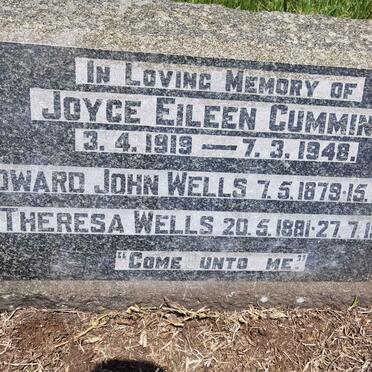 In Loving Memory of
Joyce Eileen Cummin
3.4.1919 — 7.3.1948.
dward John Wells 7.5.1879·15.
Theresa Wells 20.5.1881·27.7.1
"Come unto me."